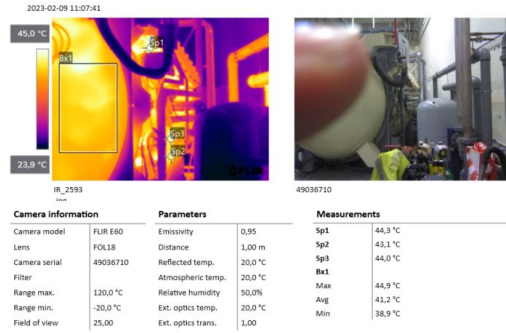 2023-02-09 11:07:41
45,0 °C
Sp1
Bx1
Sp3
Sp2
23,9 °C
FLIR
IR_2593
49036710
Camera information
Camera model FLIR E60
Lens FOL18
Camera serial 49036710
Filter
Range max. 120,0 °C
Range min. -20,0 °C
Field of view 25,00
Parameters
Emissivity 0,95
Distance 1,00 m
Reflected temp. 20,0 °C
Atmospheric temp. 20,0 °C
Relative humidity 50,0%
Ext. optics temp. 20,0 °C
Ext. optics trans. 1,00
Measurements
Sp1 44,3 °C
Sp2 43,1 °C
Sp3 44,0 °C
Bx1
Max 44,9 °C
Avg 41,2 °C
Min 38,9 °C